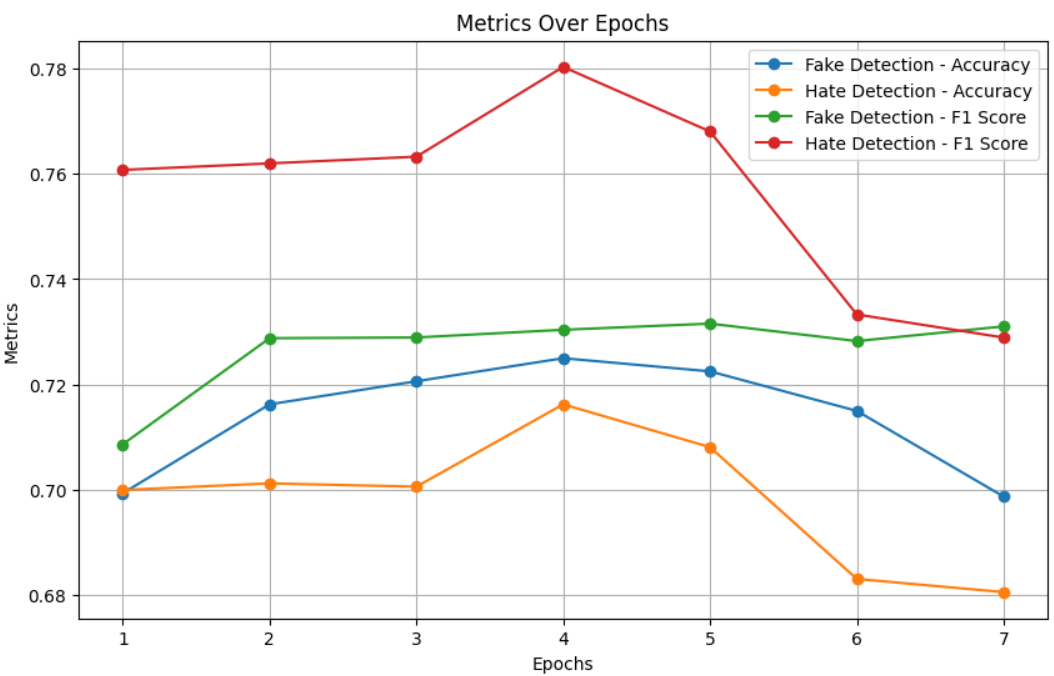 Metrics Over Epochs
Fake Detection - Accuracy
Hate Detection - Accuracy
Fake Detection - F1 Score
Hate Detection - F1 Score
0.78
0.76
0.74
0.72
0.70
0.68
Metrics
1 2 3 4 5 6 7
Epochs